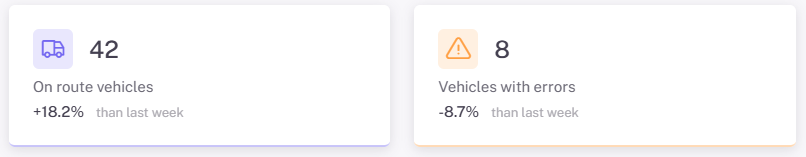 42
On route vehicles
+18.2% than last week
8
Vehicles with errors
-8.7% than last week